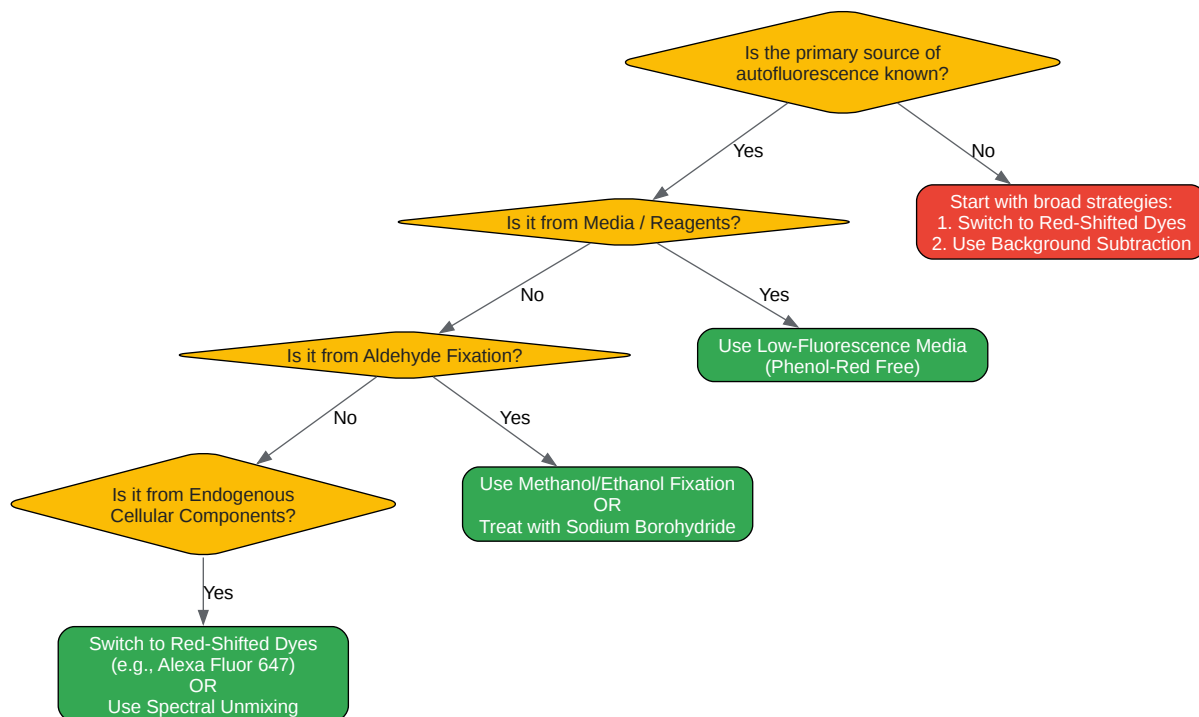 Is the primary source of
autofluorescence known?
Yes
No
Start with broad strategies:
1. Switch to Red-Shifted Dyes
2. Use Background Subtraction
Is it from Media / Reagents?
No
Yes
Use Low-Fluorescence Media
(Phenol-Red Free)
Is it from Aldehyde Fixation?
No
Yes
Use Methanol/Ethanol Fixation
OR
Treat with Sodium Borohydride
Is it from Endogenous
Cellular Components?
Yes
Switch to Red-Shifted Dyes
(e.g., Alexa Fluor 647)
OR
Use Spectral Unmixing